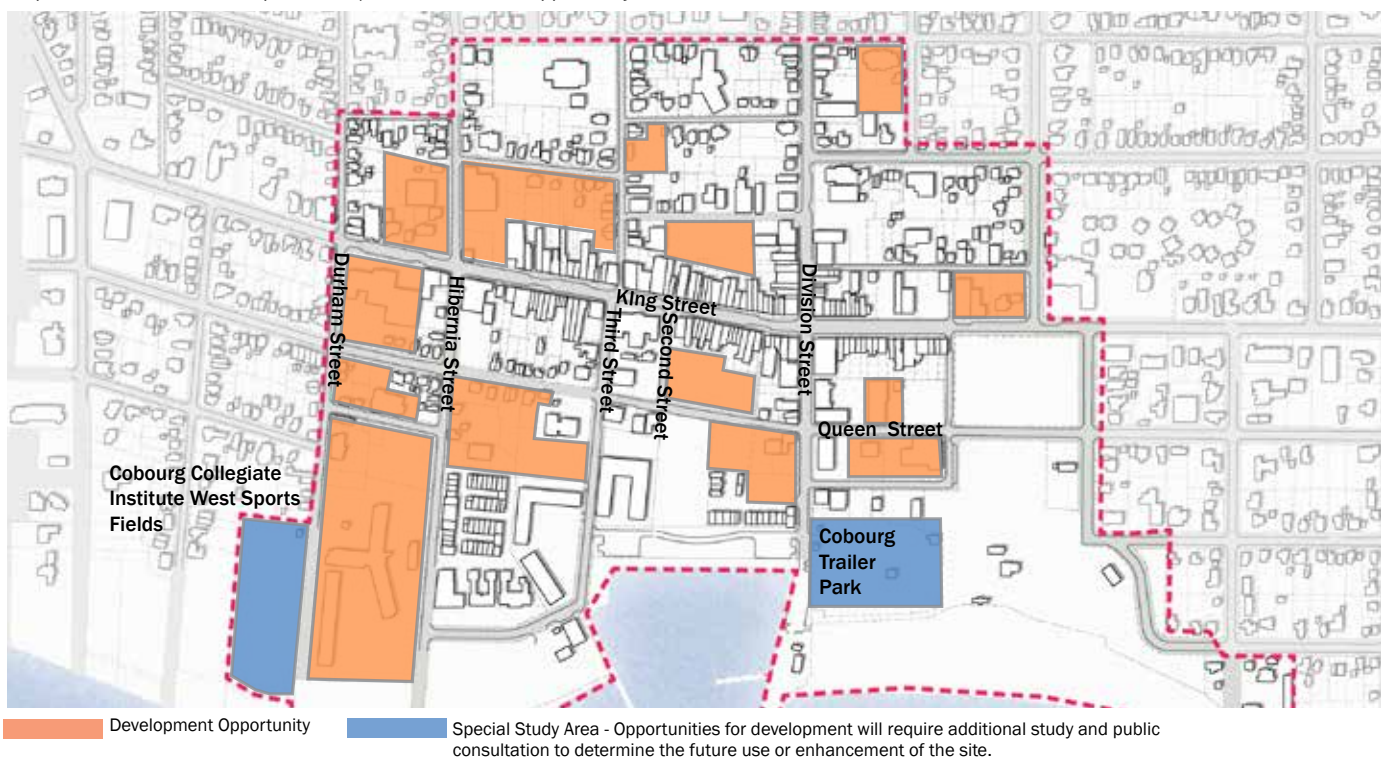 Durham Street
Hibernia Street
KIng Street
Third Street
Second Street
Division Street
Queen Street
Cobourg Collegiate
Institute West Sports
Fields
Cobourg
Trailer
Park
Development Opportunity
Special Study Area - Opportunities for development will require additional study and public
consultation to determine the future use or enhancement of the site.